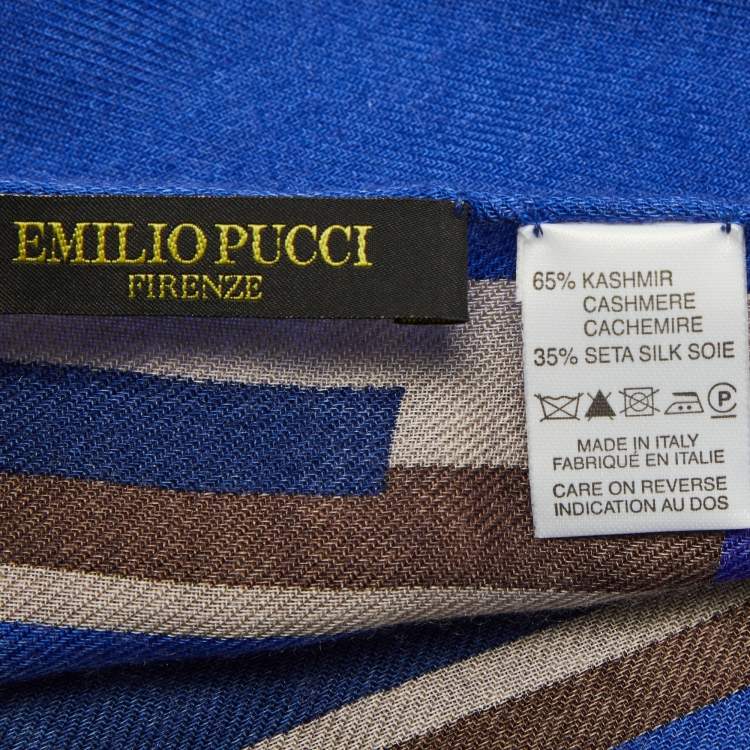 EMILIO PUCCI
FIRENZE
65% KASHMIR
CASHMERE
CACHEMIRE
35% SETA SILK SOIE
P
MADE IN ITALY
FABRIQUÉ EN ITALIE
CARE ON REVERSE
INDICATION AU DOS